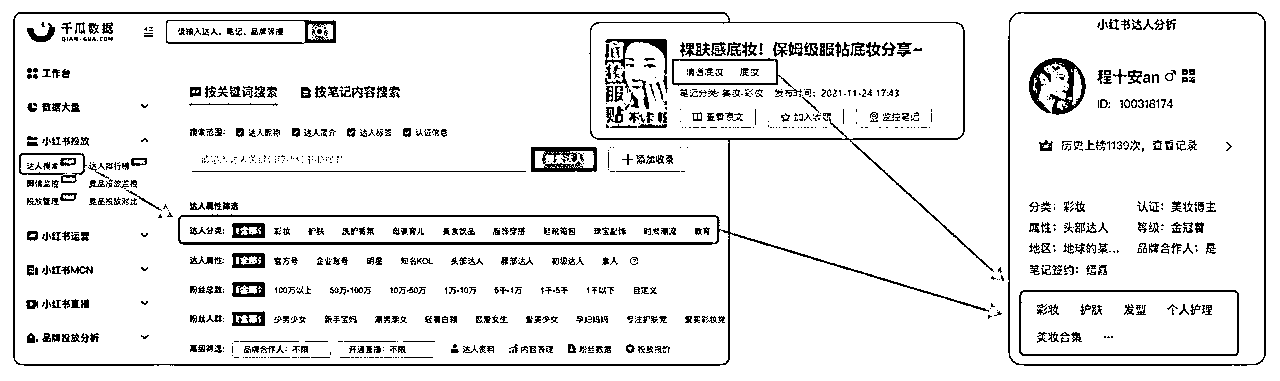 千瓜数据
QIAN-GUA.COM
请输入达人、笔记、品牌等搜
工作台
数据大盘
小红书投放
达人搜索 达人排行榜
舆情监控 竞品投放监控
投放管理 竞品投放对比
小红书运营
小红书MCN
小红书直播
品牌投放分析
按关键词搜索 按笔记内容搜索
搜索范围: 达人昵称 达人简介 达人标签 认证信息
搜索达人 添加收录
达人属性筛选
达人分类: 全部 彩妆 护肤 洗护香氛 母婴育儿 美食饮品 服饰穿搭 鞋靴箱包 珠宝配饰 时尚潮流 教育
达人属性: 全部 官方号 企业账号 明星 知名KOL 头部达人 腰部达人 初级达人 素人
粉丝总数: 全部 100万以上 50万-100万 10万-50万 1万-10万 5千-1万 1千-5千 1千以下 自定义
粉丝人群: 全部 少男少女 新手宝妈 潮男潮女 轻奢白领 恋爱女生 爱美少女 孕妇妈妈 专注护肤党 爱买彩妆党
高级筛选: 品牌合作人: 不限 开通直播: 不限 达人资料 内容表现 粉丝数据 投放报价
裸肤感底妆!保姆级服帖底妆分享~
底妆
笔记分类: 美妆-彩妆 发布时间: 2021-11-24 17:43
查看原文 加入收藏 监控笔记
小红书达人分析
程十安an
ID: 100318174
历史上榜1139次,查看记录
分类: 彩妆 认证: 美妆博主
属性: 头部达人 等级: 金冠薯
地区: 地球的某... 品牌合作人: 是
笔记签约: 缙嘉
彩妆 护肤 发型 个人护理
美妆合集 ...